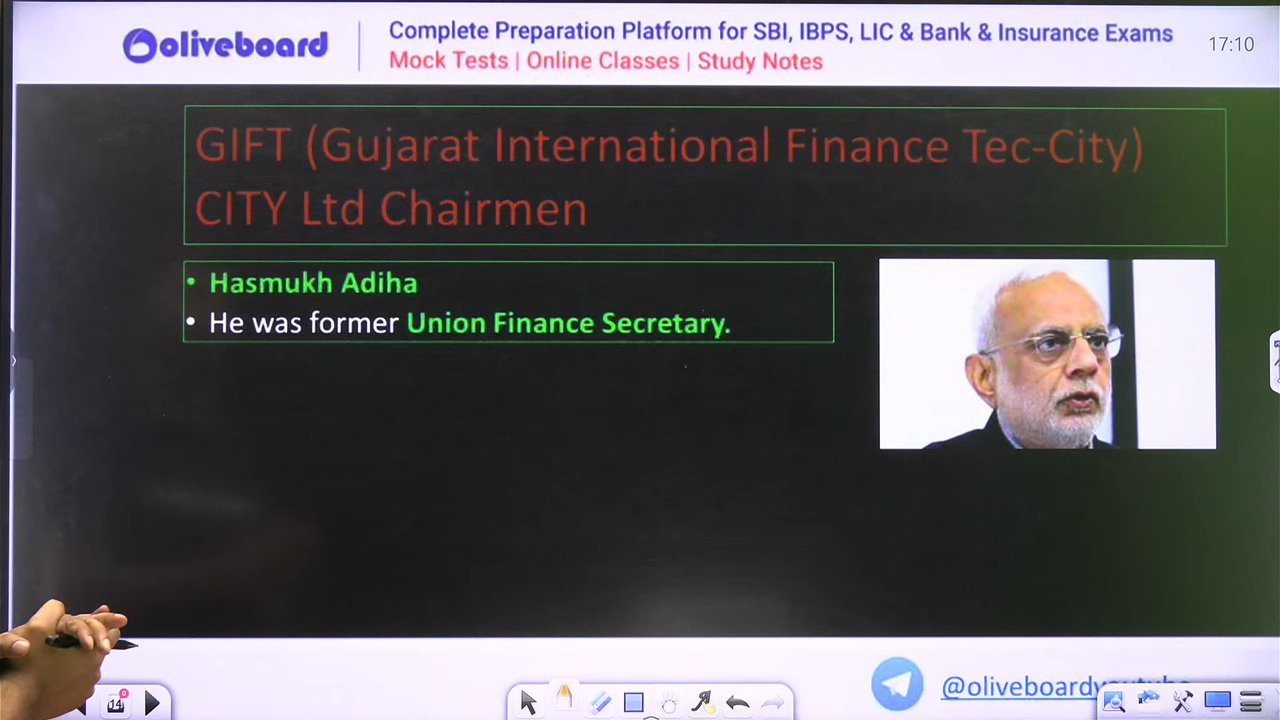 oliveboard
Complete Preparation Platform for SBI, IBPS, LIC & Bank & Insurance Exams
Mock Tests | Online Classes | Study Notes
17:10
GIFT (Gujarat International Finance Tec-City)
CITY Ltd Chairmen
• Hasmukh Adiha
• He was former Union Finance Secretary.
14
0